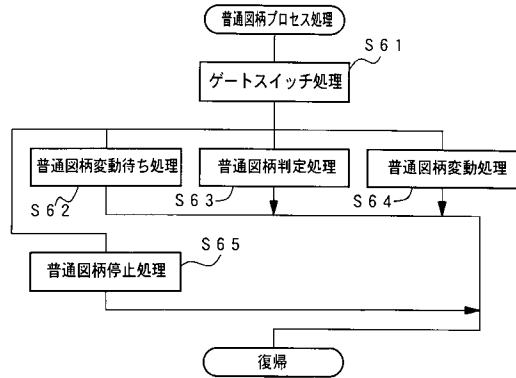 普通図柄プロセス処理
S61
ゲートスイッチ処理
普通図柄変動待ち処理
普通図柄判定処理
普通図柄変動処理
S62
S63
S64
S65
普通図柄停止処理
復帰